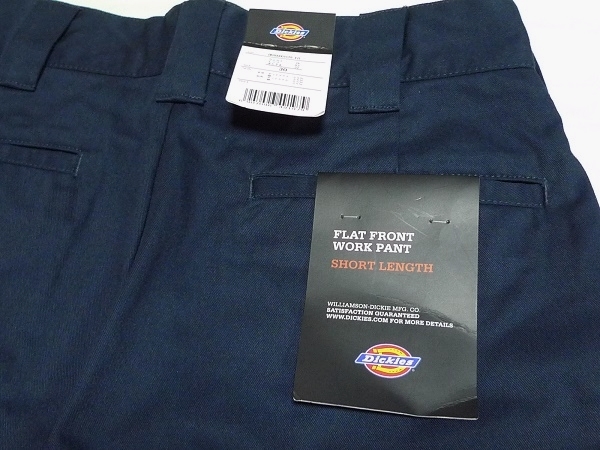 Dickies
30
FLAT FRONT
WORK PANT
SHORT LENGTH
WILLIAMSON-DICKIE MFG. CO
SATISFACTION GUARANTEED
WWW.DICKIES.COM FOR MORE DETAILS
Dickies